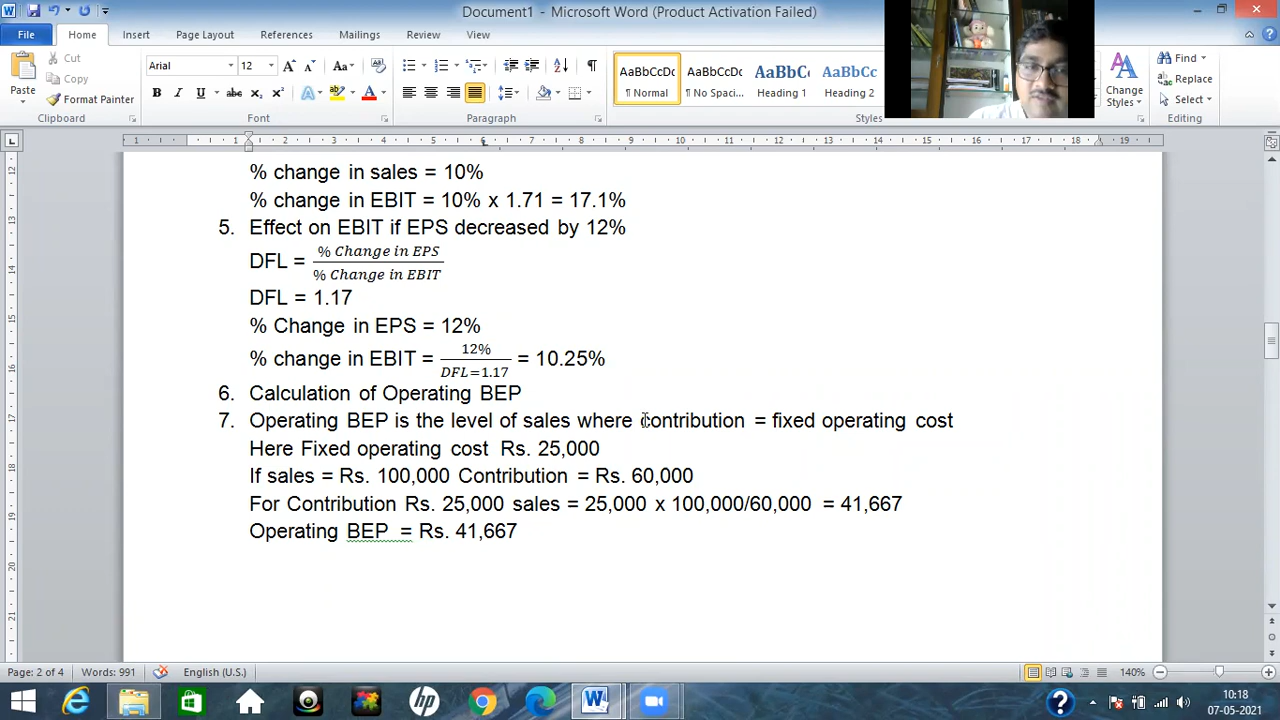 Document1 - Microsoft Word (Product Activation Failed)
File Home Insert Page Layout References Mailings Review View
Paste
Cut
Copy
Format Painter
Clipboard
Arial 12
Font
Paragraph
AaBbCcDc AaBbCcDc AaBbCc AaBbCc
¶ Normal ¶ No Spaci... Heading 1 Heading 2
Styles
Change Styles
Find
Replace
Select
Editing
% change in sales = 10%
% change in EBIT = 10% x 1.71 = 17.1%
5. Effect on EBIT if EPS decreased by 12%
DFL = % Change in EPS / % Change in EBIT
DFL = 1.17
% Change in EPS = 12%
% change in EBIT = 12% / DFL=1.17 = 10.25%
6. Calculation of Operating BEP
7. Operating BEP is the level of sales where contribution = fixed operating cost
Here Fixed operating cost Rs. 25,000
If sales = Rs. 100,000 Contribution = Rs. 60,000
For Contribution Rs. 25,000 sales = 25,000 x 100,000/60,000 = 41,667
Operating BEP = Rs. 41,667
Page: 2 of 4 Words: 991 English (U.S.) 140%
10:18
07-05-2021